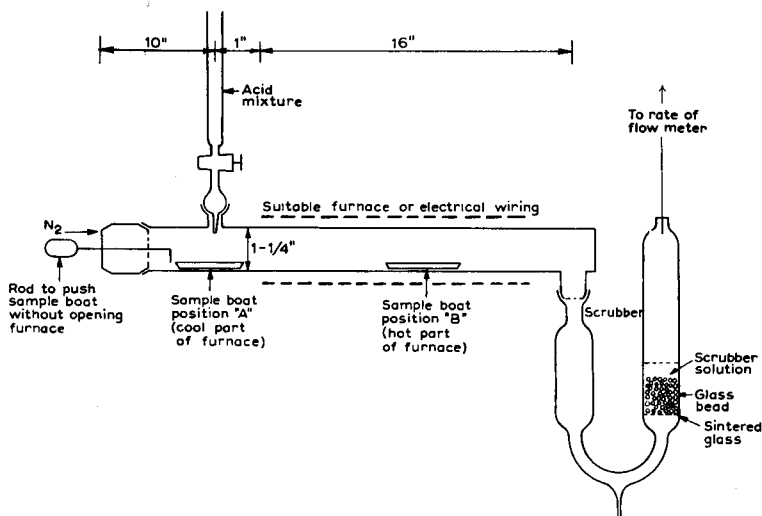 10"
1"
16"
Acid
mixture
To rate of
flow meter
Suitable furnace or electrical wiring
N2
1-1/4"
Rod to push
sample boat
without opening
furnace
Sample boat
position "A"
(cool part
of furnace)
Sample boat
position "B"
(hot part
of furnace)
Scrubber
Scrubber
solution
Glass
bead
Sintered
glass